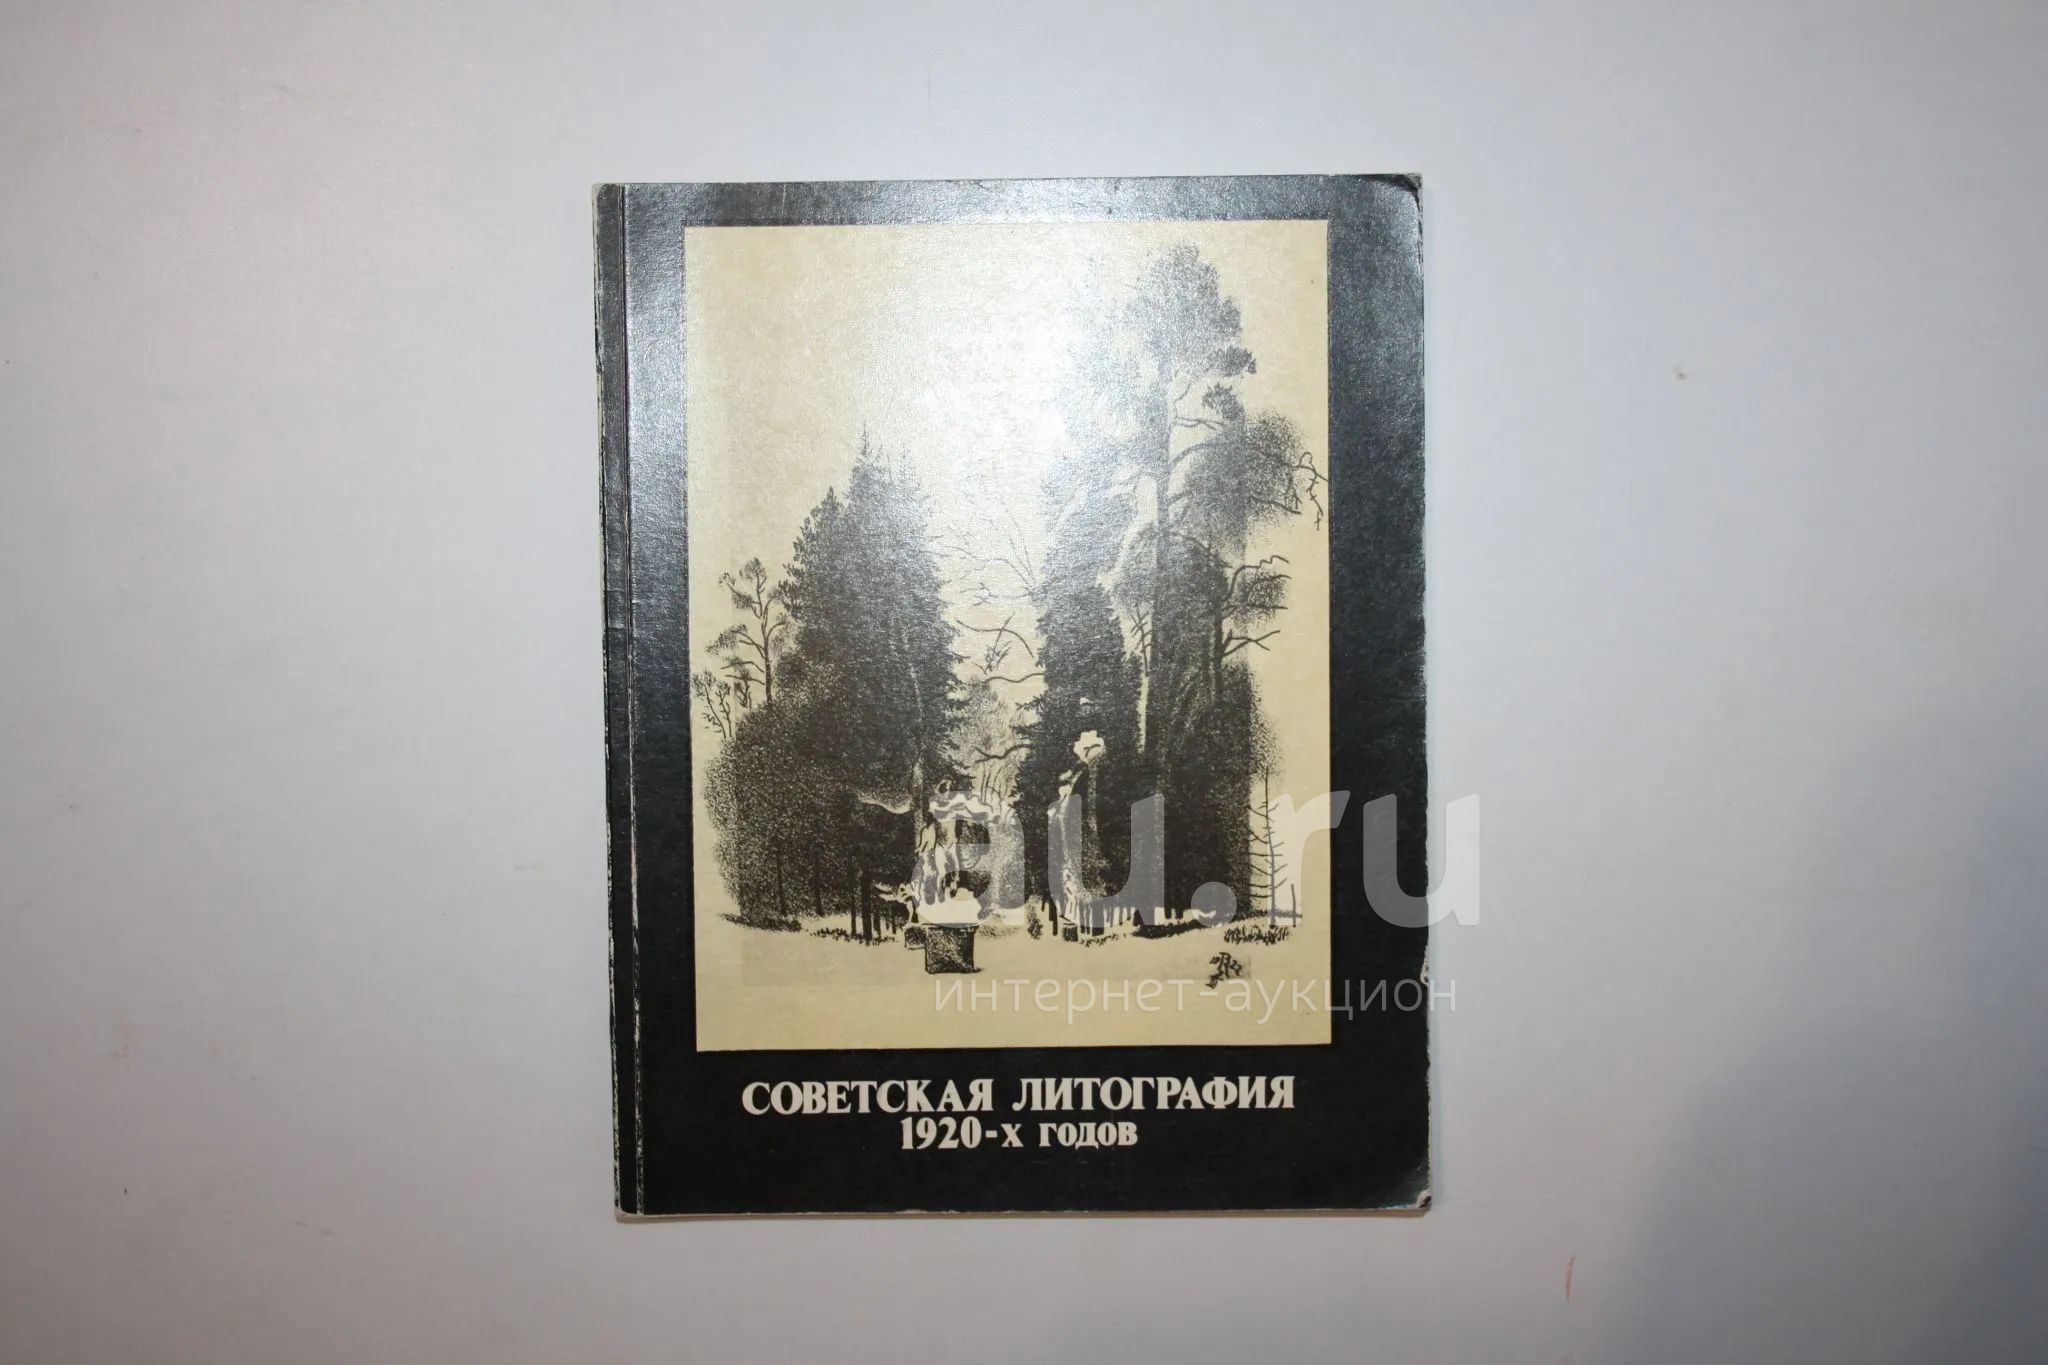 au.ru
интернет-аукцион
СОВЕТСКАЯ ЛИТОГРАФИЯ
1920-х годов